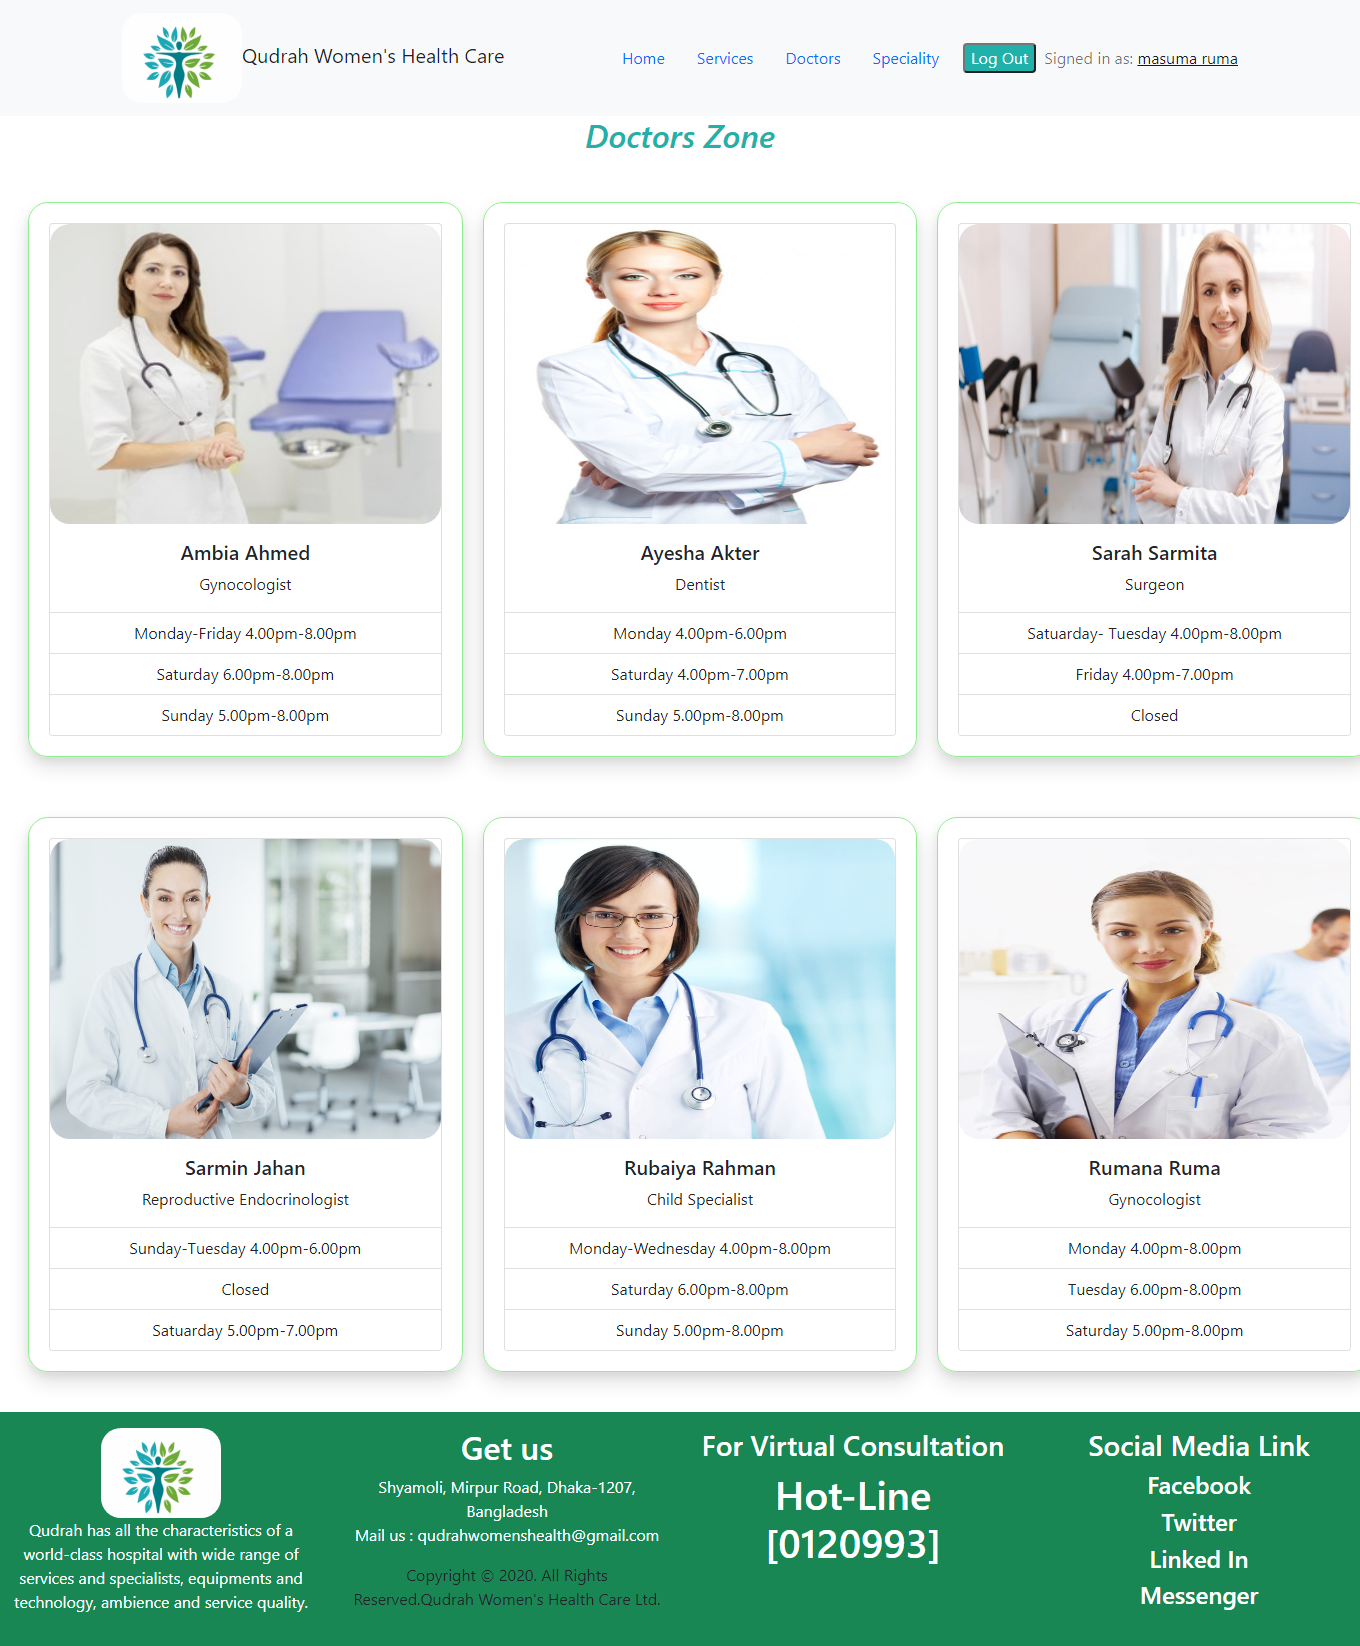 Qudrah Women's Health Care
Home Services Doctors Speciality Log Out Signed in as: masuma ruma
Doctors Zone
Ambia Ahmed
Gynocologist
Monday-Friday 4.00pm-8.00pm
Saturday 6.00pm-8.00pm
Sunday 5.00pm-8.00pm
Ayesha Akter
Dentist
Monday 4.00pm-6.00pm
Saturday 4.00pm-7.00pm
Sunday 5.00pm-8.00pm
Sarah Sarmita
Surgeon
Satuarday- Tuesday 4.00pm-8.00pm
Friday 4.00pm-7.00pm
Closed
Sarmin Jahan
Reproductive Endocrinologist
Sunday-Tuesday 4.00pm-6.00pm
Closed
Satuarday 5.00pm-7.00pm
Rubaiya Rahman
Child Specialist
Monday-Wednesday 4.00pm-8.00pm
Saturday 6.00pm-8.00pm
Sunday 5.00pm-8.00pm
Rumana Ruma
Gynocologist
Monday 4.00pm-8.00pm
Tuesday 6.00pm-8.00pm
Saturday 5.00pm-8.00pm
Qudrah has all the characteristics of a
world-class hospital with wide range of
services and specialists, equipments and
technology, ambience and service quality.
Get us
Shyamoli, Mirpur Road, Dhaka-1207,
Bangladesh
Mail us : qudrahwomenshealth@gmail.com
Copyright © 2020. All Rights
Reserved.Qudrah Women's Health Care Ltd.
For Virtual Consultation
Hot-Line
[0120993]
Social Media Link
Facebook
Twitter
Linked In
Messenger